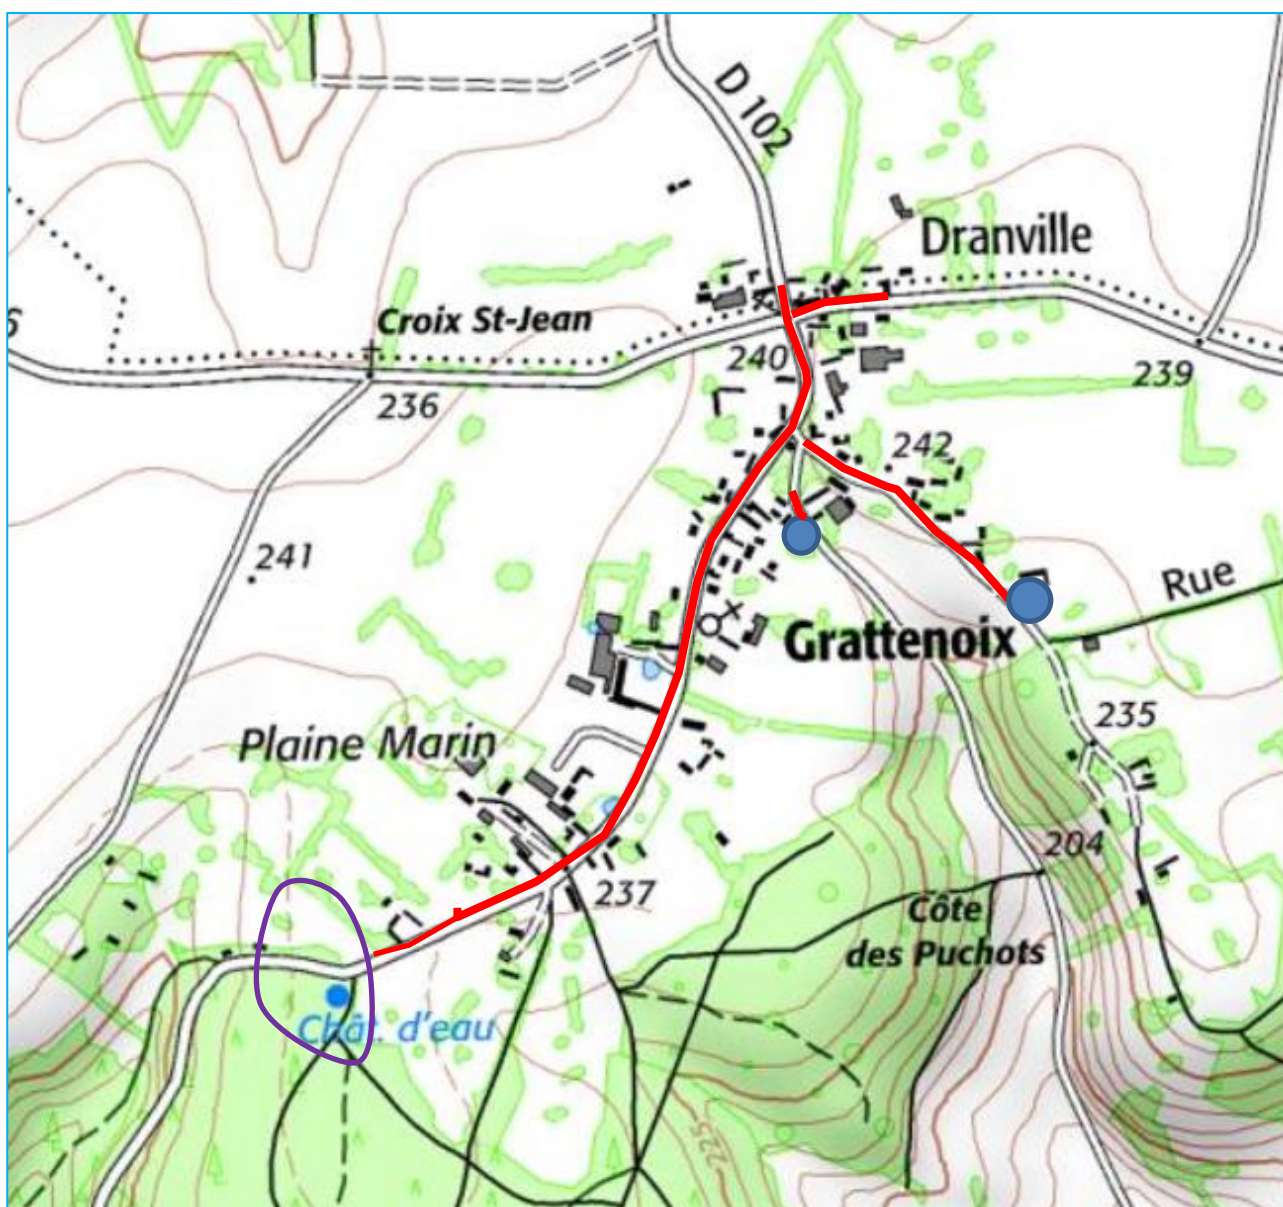 D 102
Dranville
Croix St-Jean
240
239
236
242
241
Rue
Grattenoix
235
Plaine Marin
204
237
Côte
des Puchots
Chât. d'eau
225